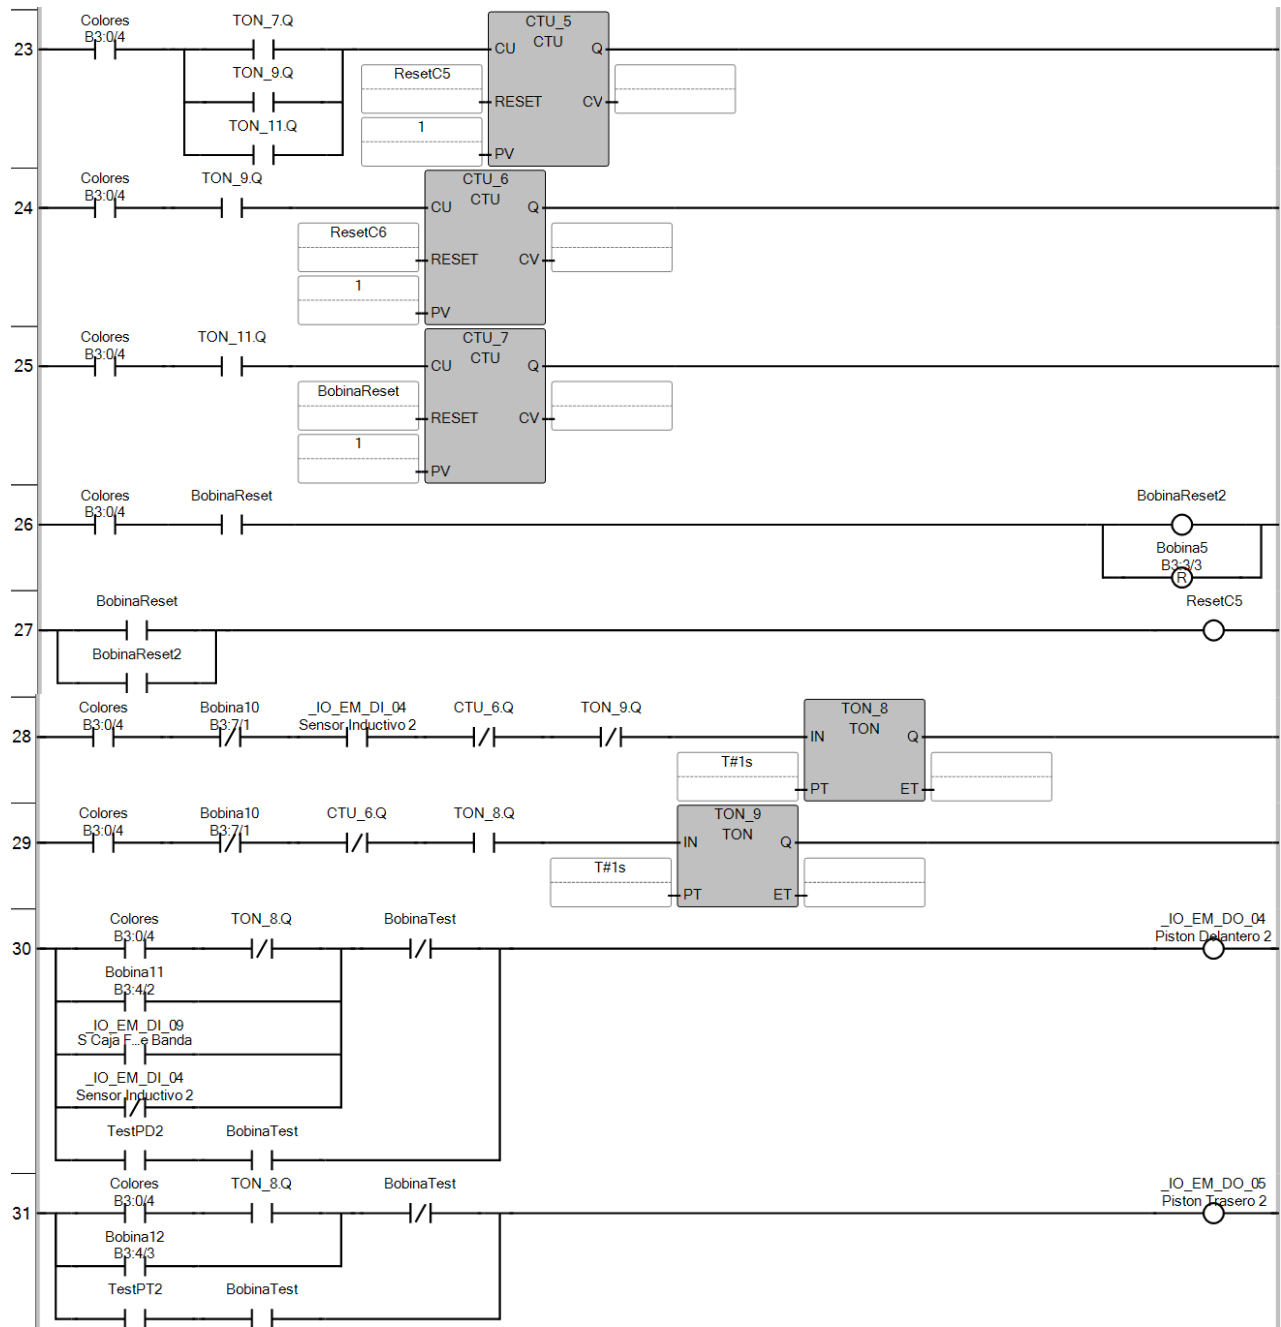 Colores
B3:0/4
TON_7.Q
CTU_5
CTU
23
CU
Q
TON_9.Q
ResetC5
RESET
CV
TON_11.Q
1
PV
Colores
B3:0/4
TON_9.Q
CTU_6
CTU
24
CU
Q
ResetC6
RESET
CV
1
PV
Colores
B3:0/4
TON_11.Q
CTU_7
CTU
25
CU
Q
BobinaReset
RESET
CV
1
PV
Colores
B3:0/4
BobinaReset
BobinaReset2
26
Bobina5
B3:3/3
R
BobinaReset
ResetC5
27
BobinaReset2
Colores
B3:0/4
Bobina10
B3:7/1
_IO_EM_DI_04
Sensor Inductivo 2
CTU_6.Q
TON_9.Q
TON_8
TON
28
IN
Q
T#1s
PT
ET
Colores
B3:0/4
Bobina10
B3:7/1
CTU_6.Q
TON_8.Q
TON_9
TON
29
IN
Q
T#1s
PT
ET
Colores
B3:0/4
TON_8.Q
BobinaTest
_IO_EM_DO_04
Piston Delantero 2
30
Bobina11
B3:4/2
_IO_EM_DI_09
S Caja F...e Banda
_IO_EM_DI_04
Sensor Inductivo 2
TestPD2
BobinaTest
Colores
B3:0/4
TON_8.Q
BobinaTest
_IO_EM_DO_05
Piston Trasero 2
31
Bobina12
B3:4/3
TestPT2
BobinaTest